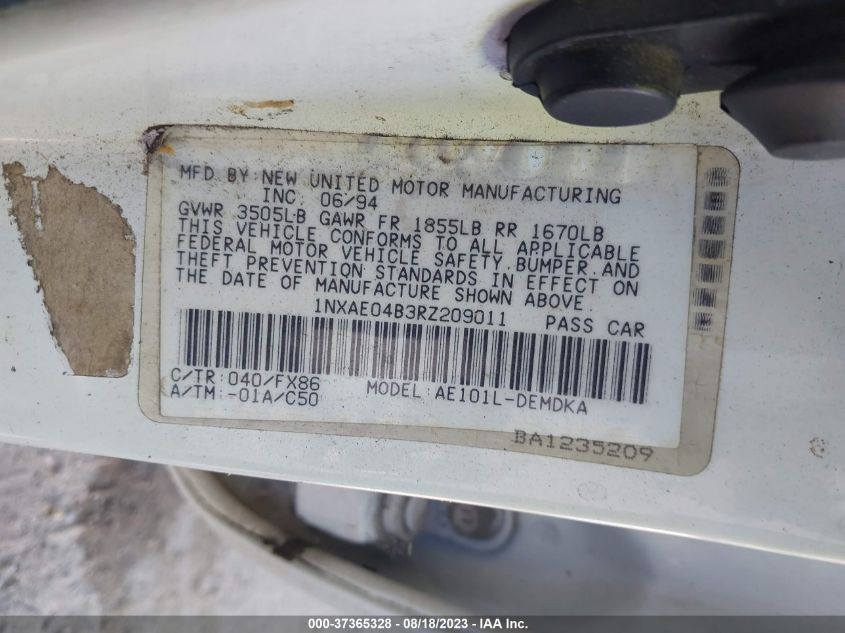 MFD. BY: NEW UNITED MOTOR MANUFACTURING
INC. 06/94
GVWR 3505LB GAWR FR 1855LB RR 1670LB
THIS VEHICLE CONFORMS TO ALL APPLICABLE
FEDERAL MOTOR VEHICLE SAFETY, BUMPER, AND
THEFT PREVENTION STANDARDS IN EFFECT ON
THE DATE OF MANUFACTURE SHOWN ABOVE.
1NXAE04B3RZ209011 PASS CAR
C/TR: 040/FX86 MODEL: AE101L-DEMDKA
A/TM: -01A/C50
BA1235209
000-37365328 - 08/18/2023 - IAA Inc.